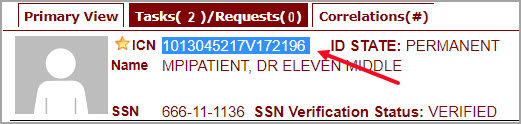 Primary View Tasks( 2 )/Requests(0) Correlations(#)
ICN 1013045217V172196 ID STATE: PERMANENT
Name MPIPATIENT, DR ELEVEN MIDDLE
SSN 666-11-1136 SSN Verification Status: VERIFIED